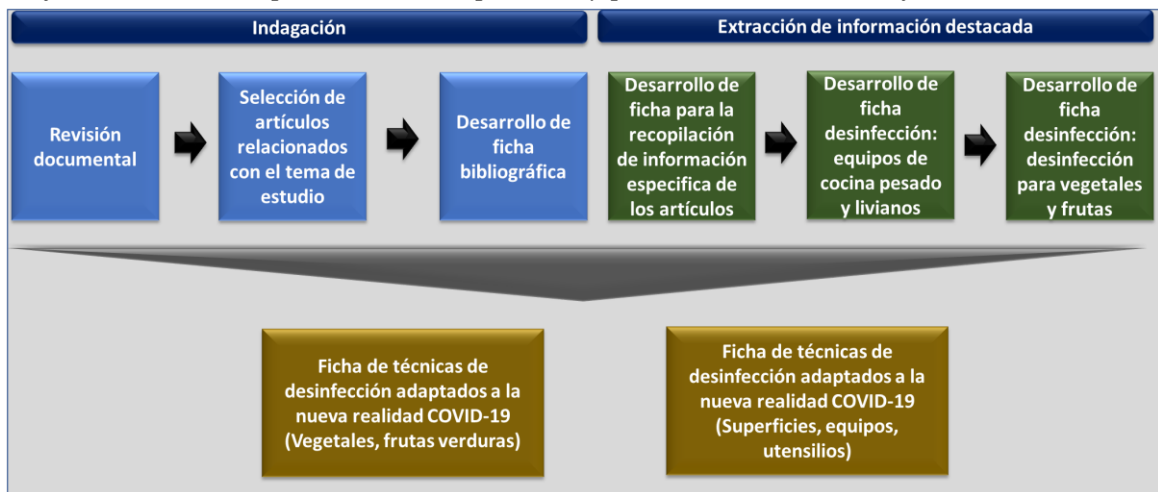 Indagación
Extracción de información destacada
Revisión
documental
Selección de
artículos
relacionados
con el tema de
estudio
Desarrollo de
ficha
bibliográfica
Desarrollo de
ficha para la
recopilación
de información
especifica de
los artículos
Desarrollo de
ficha
desinfección:
equipos de
cocina pesado
y livianos
Desarrollo de
ficha
desinfección:
desinfección
para vegetales
y frutas
Ficha de técnicas de
desinfección adaptados a la
nueva realidad COVID-19
(Vegetales, frutas verduras)
Ficha de técnicas de
desinfección adaptados a la
nueva realidad COVID-19
(Superficies, equipos,
utensilios)